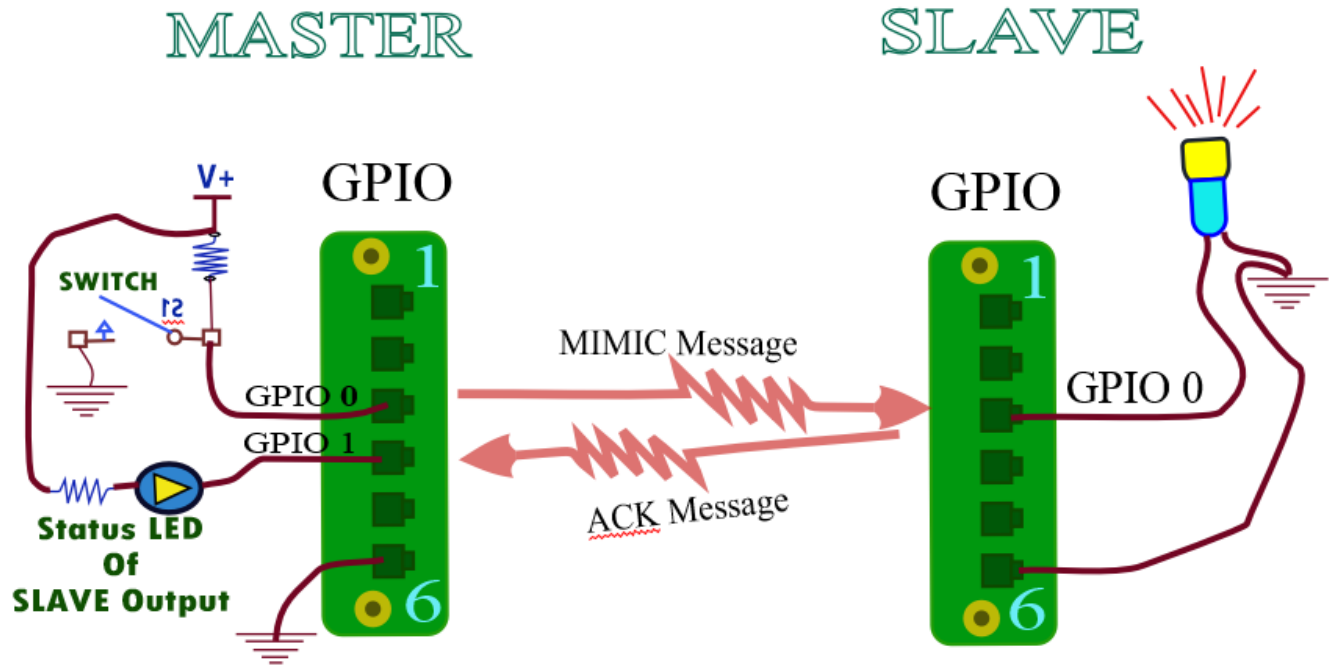 MASTER
SLAVE
V+
GPIO
GPIO
1
1
SWITCH
S1
MIMIC Message
GPIO 0
GPIO 0
GPIO 1
ACK Message
Status LED
Of
SLAVE Output
6
6